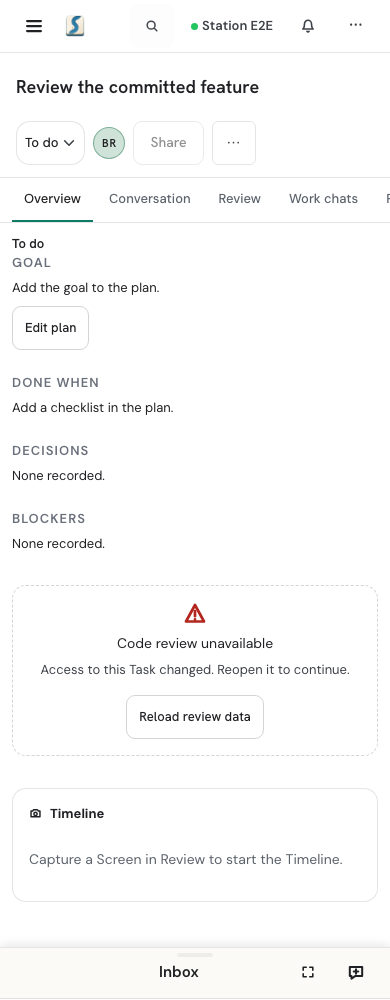 Station E2E
Review the committed feature
To do
BR
Share
Overview
Conversation
Review
Work chats
To do
GOAL
Add the goal to the plan.
Edit plan
DONE WHEN
Add a checklist in the plan.
DECISIONS
None recorded.
BLOCKERS
None recorded.
Code review unavailable
Access to this Task changed. Reopen it to continue.
Reload review data
Timeline
Capture a Screen in Review to start the Timeline.
Inbox